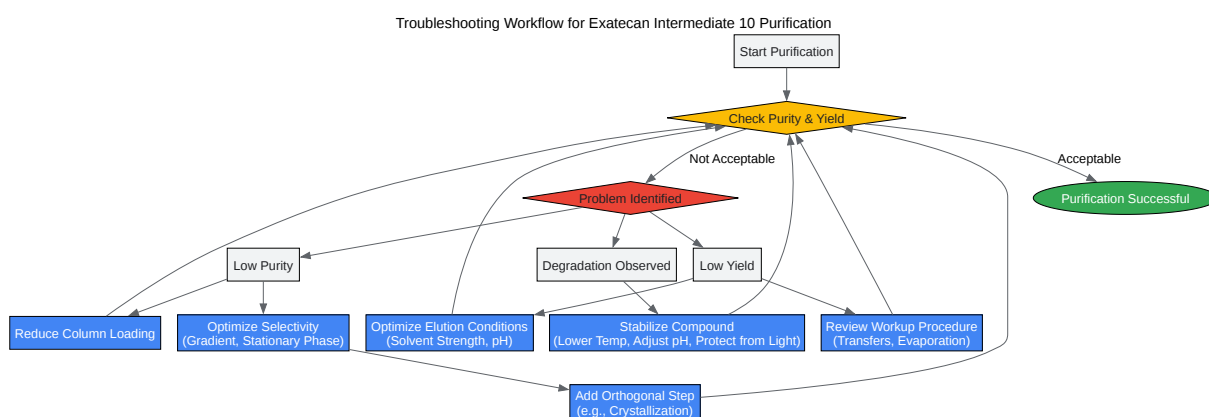 Troubleshooting Workflow for Exatecan Intermediate 10 Purification
Start Purification
Check Purity & Yield
Not Acceptable
Acceptable
Problem Identified
Purification Successful
Low Purity
Degradation Observed
Low Yield
Reduce Column Loading
Optimize Selectivity
(Gradient, Stationary Phase)
Optimize Elution Conditions
(Solvent Strength, pH)
Stabilize Compound
(Lower Temp, Adjust pH, Protect from Light)
Review Workup Procedure
(Transfers, Evaporation)
Add Orthogonal Step
(e.g., Crystallization)